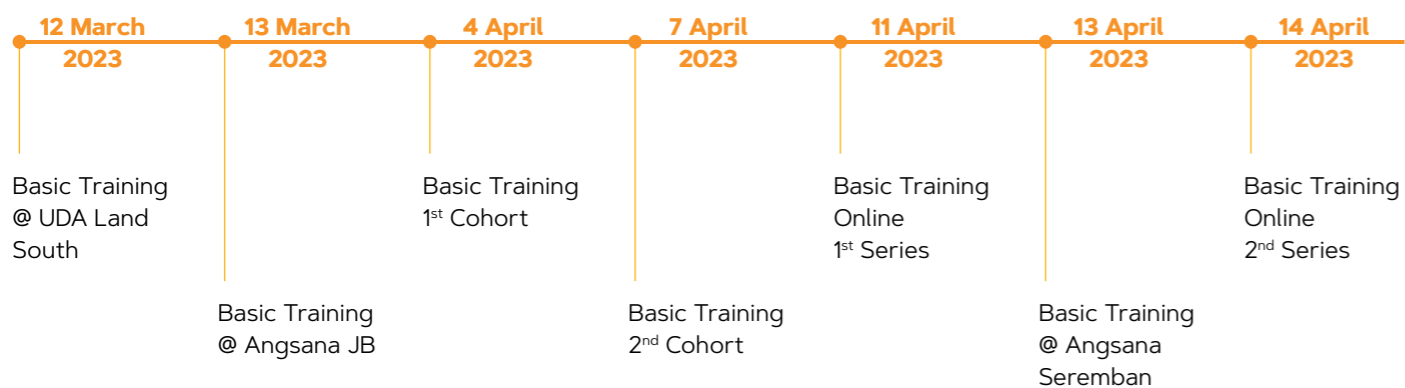 12 March
2023
13 March
2023
4 April
2023
7 April
2023
11 April
2023
13 April
2023
14 April
2023
Basic Training
@ UDA Land
South
Basic Training
@ Angsana JB
Basic Training
1st Cohort
Basic Training
2nd Cohort
Basic Training
Online
1st Series
Basic Training
@ Angsana
Seremban
Basic Training
Online
2nd Series